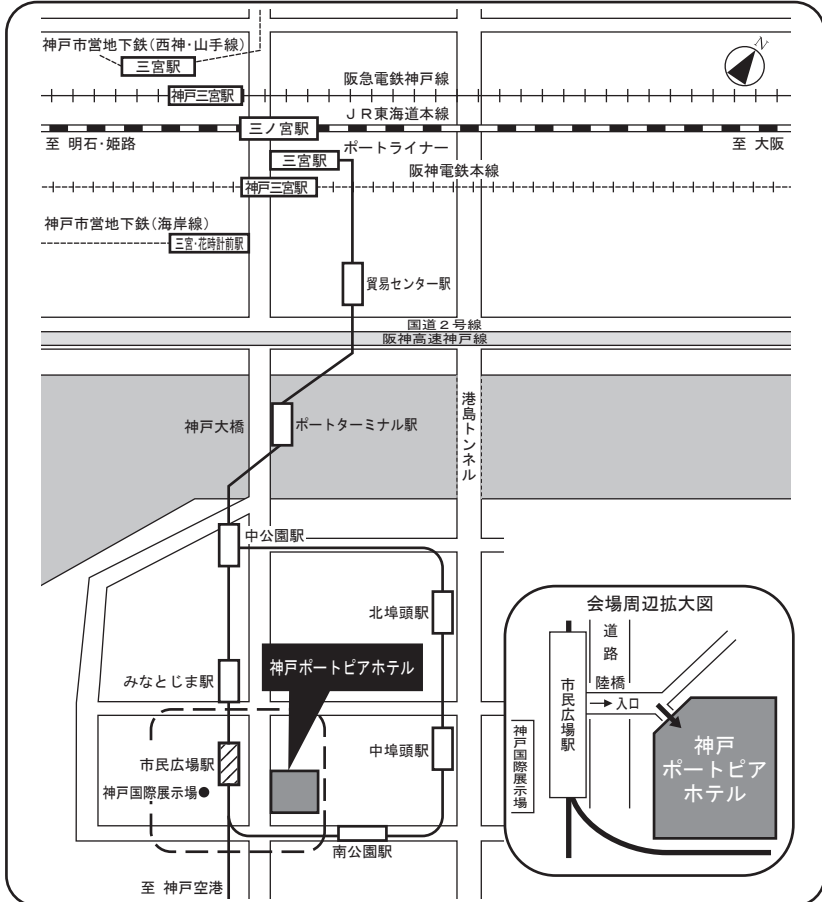 神戸市営地下鉄(西神・山手線)
三宮駅
N
阪急電鉄神戸線
神戸三宮駅
JR東海道本線
三ノ宮駅
至 明石・姫路
ポートライナー
至 大阪
三宮駅
阪神電鉄本線
神戸三宮駅
神戸市営地下鉄(海岸線)
三宮・花時計前駅
貿易センター駅
国道2号線
阪神高速神戸線
神戸大橋
ポートターミナル駅
港島トンネル
中公園駅
北埠頭駅
神戸ポートピアホテル
みなとじま駅
市民広場駅
中埠頭駅
神戸国際展示場●
南公園駅
至 神戸空港
会場周辺拡大図
道路
陸橋
→入口
市民広場駅
神戸国際展示場
神戸
ポートピア
ホテル